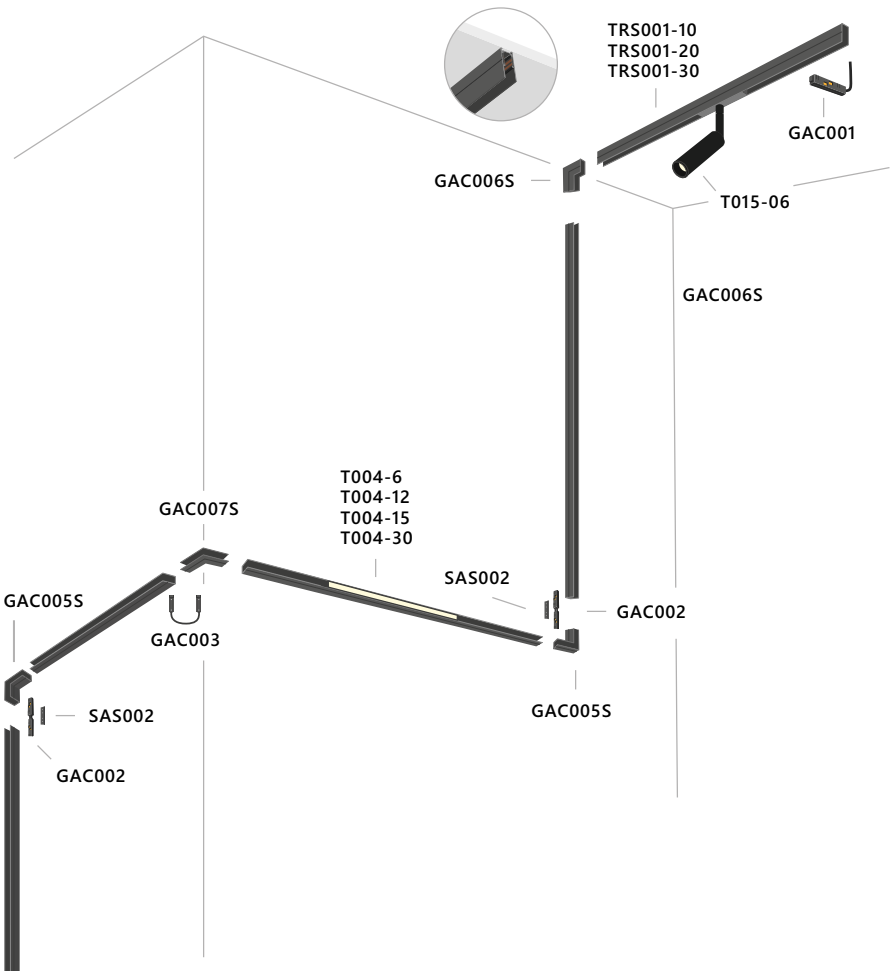 TRS001-10
TRS001-20
TRS001-30
GAC001
GAC006S
T015-06
GAC006S
T004-6
T004-12
T004-15
T004-30
GAC007S
SAS002
GAC002
GAC005S
GAC003
GAC005S
SAS002
GAC002